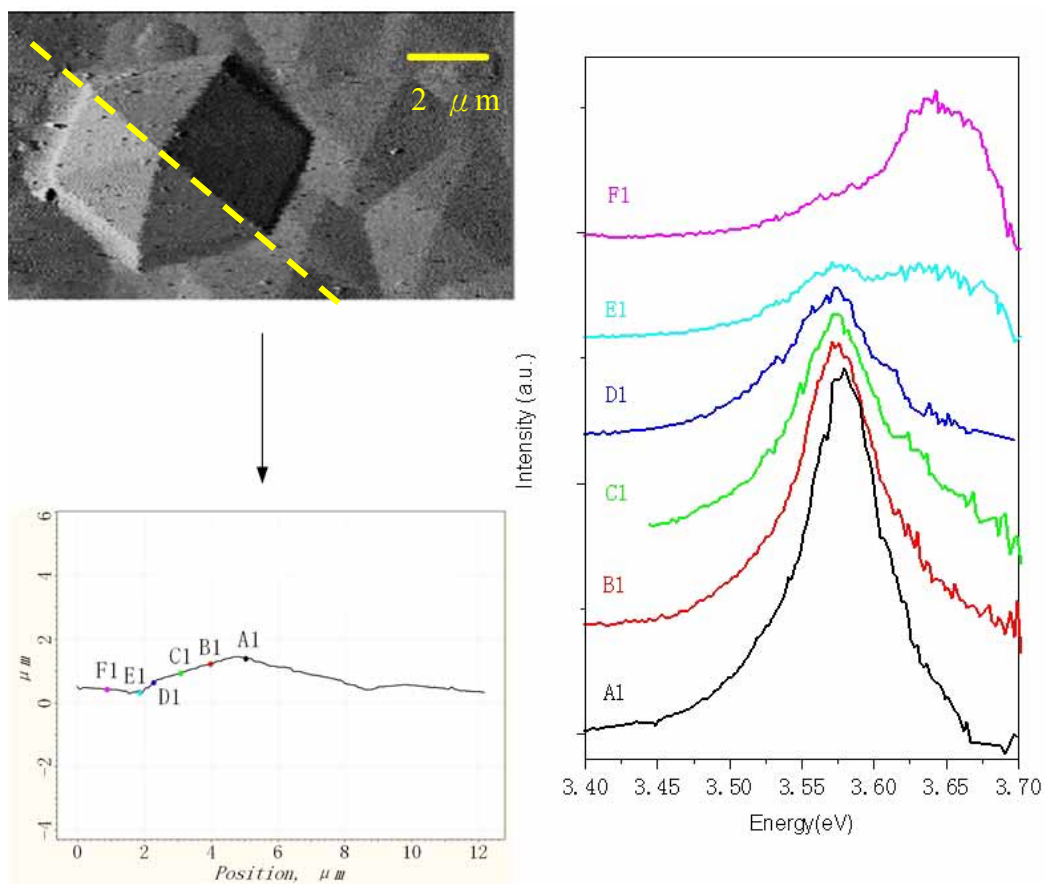 2 μm
F1
E1
D1
C1
B1
A1
Intensity (a.u.)
3.40 3.45 3.50 3.55 3.60 3.65 3.70
Energy(eV)
6
4
2
0
-2
-4
μm
F1 E1 D1 C1 B1 A1
0 2 4 6 8 10 12
Position, μm